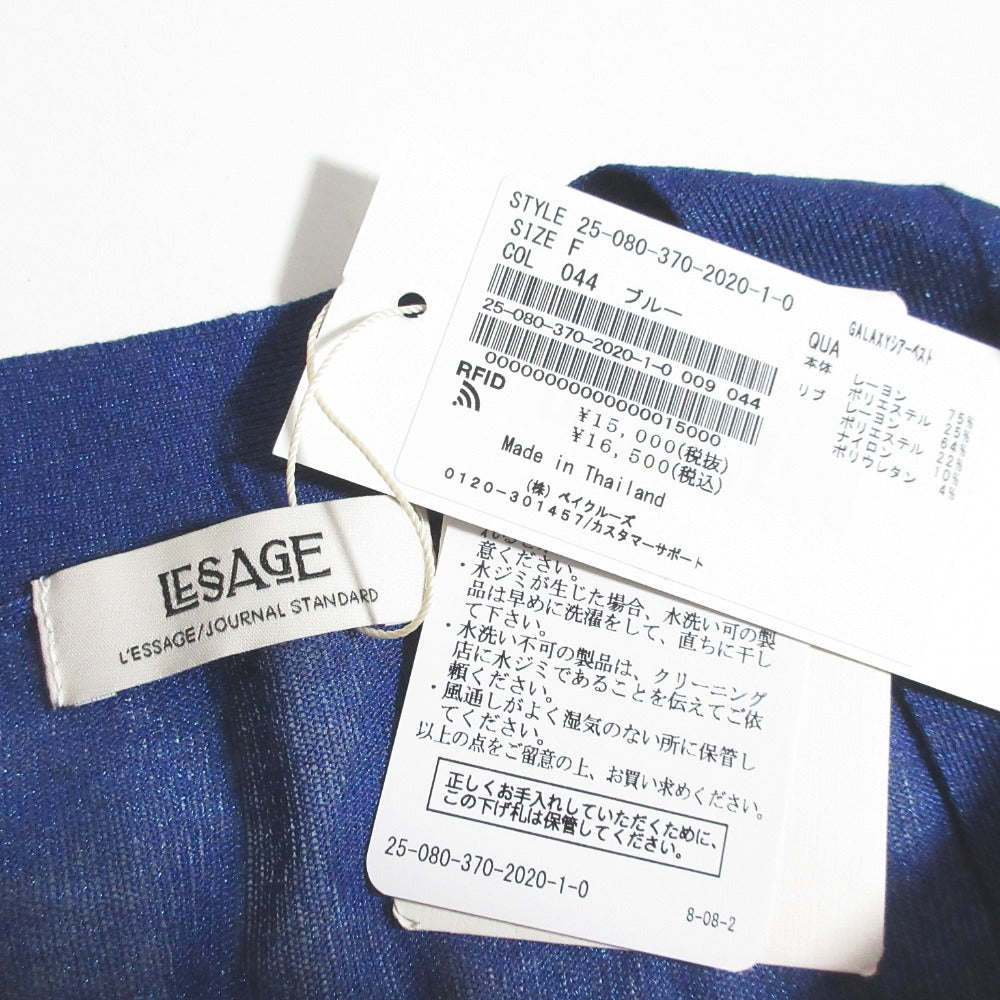 STYLE 25-080-370-2020-1-0
SIZE F
COL 044 ブルー
25-080-370-2020-1-0 009 044
0000000000000015000
RFID
¥15,000(税抜)
¥16,500(税込)
Made in Thailand
(株) ベイクルーズ
0120-301457/カスタマーサポート
GALAXYシアーベスト
QUA
本体 レーヨン 75%
ポリエステル 25%
リブ レーヨン 64%
ポリエステル 22%
ナイロン 10%
ポリウレタン 4%
LESSAGE
L'ESSAGE/JOURNAL STANDARD
意ください。
・水ジミが生じた場合、水洗い可の製
品は早めに洗濯をして、直ちに干し
て下さい。
・水洗い不可の製品は、クリーニング
店に水ジミであることを伝えてご依
頼ください。
・風通しがよく湿気のない所に保管し
てください。
以上の点をご留意の上、お買い求めください。
正しくお手入れしていただくために、
この下げ札は保管してください。
25-080-370-2020-1-0
8-08-2